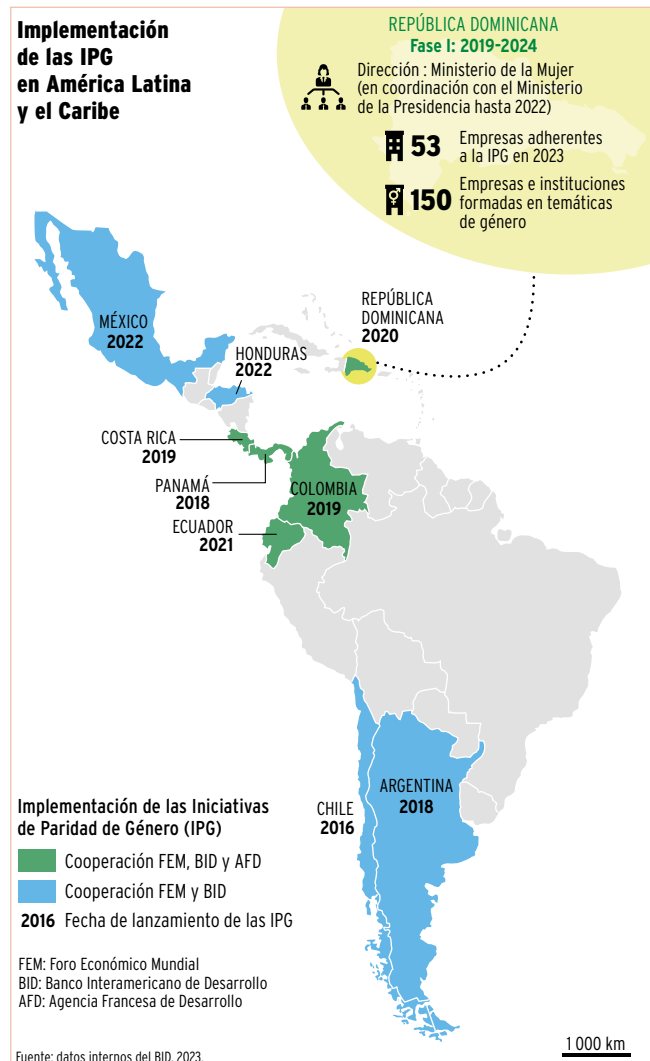 Implementación
de las IPG
en América Latina
y el Caribe
REPÚBLICA DOMINICANA
Fase I: 2019-2024
Dirección : Ministerio de la Mujer
(en coordinación con el Ministerio
de la Presidencia hasta 2022)
53 Empresas adherentes
a la IPG en 2023
150 Empresas e instituciones
formadas en temáticas
de género
MÉXICO
2022
HONDURAS
2022
REPÚBLICA
DOMINICANA
2020
COSTA RICA
2019
PANAMÁ
2018
COLOMBIA
2019
ECUADOR
2021
CHILE
2016
ARGENTINA
2018
Implementación de las Iniciativas
de Paridad de Género (IPG)
Cooperación FEM, BID y AFD
Cooperación FEM y BID
2016 Fecha de lanzamiento de las IPG
FEM: Foro Económico Mundial
BID: Banco Interamericano de Desarrollo
AFD: Agencia Francesa de Desarrollo
Fuente: datos internos del BID, 2023.
1 000 km